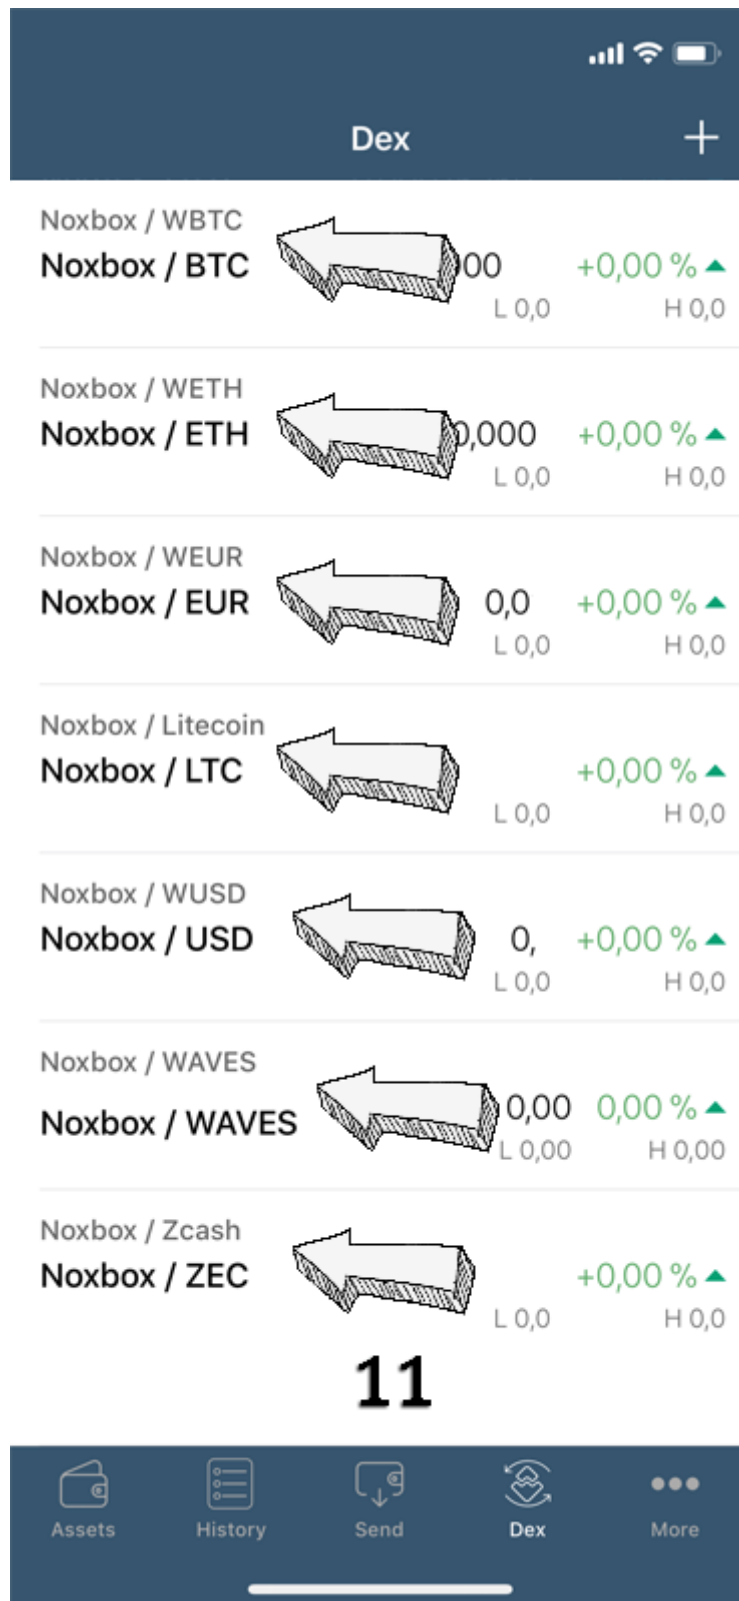 Dex
Noxbox / WBTC
Noxbox / BTC +0,00 %
L 0,0 H 0,0
Noxbox / WETH
Noxbox / ETH ,000 +0,00 %
L 0,0 H 0,0
Noxbox / WEUR
Noxbox / EUR 0,0 +0,00 %
L 0,0 H 0,0
Noxbox / Litecoin
Noxbox / LTC +0,00 %
L 0,0 H 0,0
Noxbox / WUSD
Noxbox / USD 0, +0,00 %
L 0,0 H 0,0
Noxbox / WAVES
Noxbox / WAVES 0,00 0,00 %
L 0,00 H 0,00
Noxbox / Zcash
Noxbox / ZEC +0,00 %
L 0,0 H 0,0
11
Assets History Send Dex More